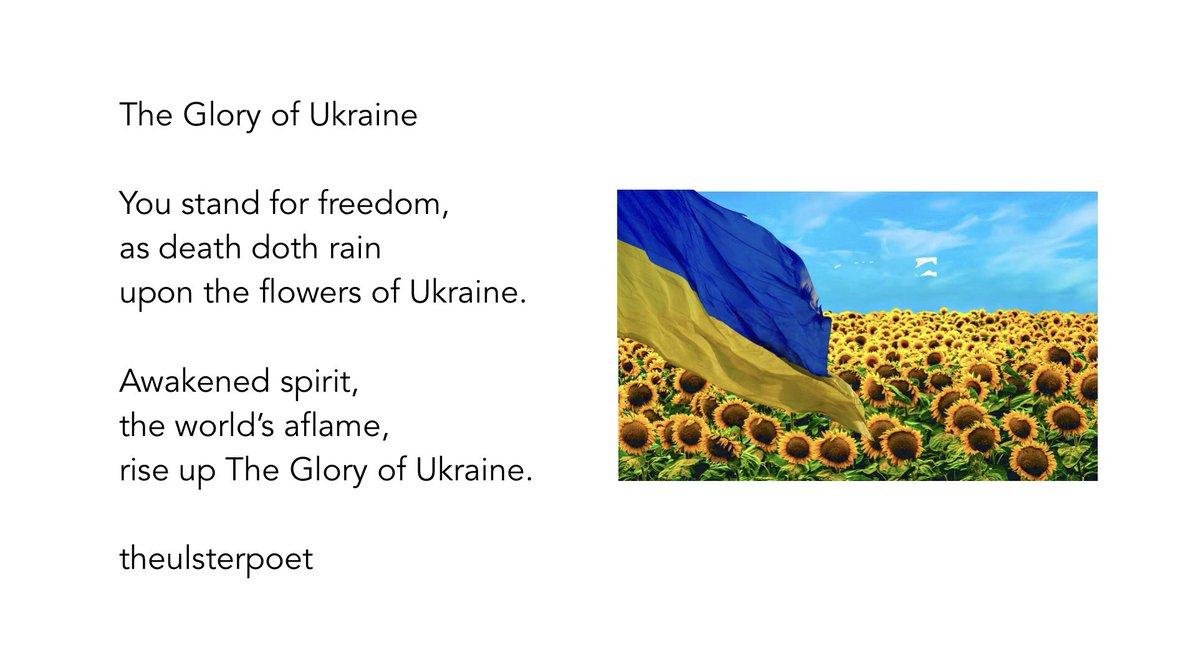 The Glory of Ukraine
You stand for freedom,
as death doth rain
upon the flowers of Ukraine.
Awakened spirit,
the world’s aflame,
rise up The Glory of Ukraine.
theulsterpoet